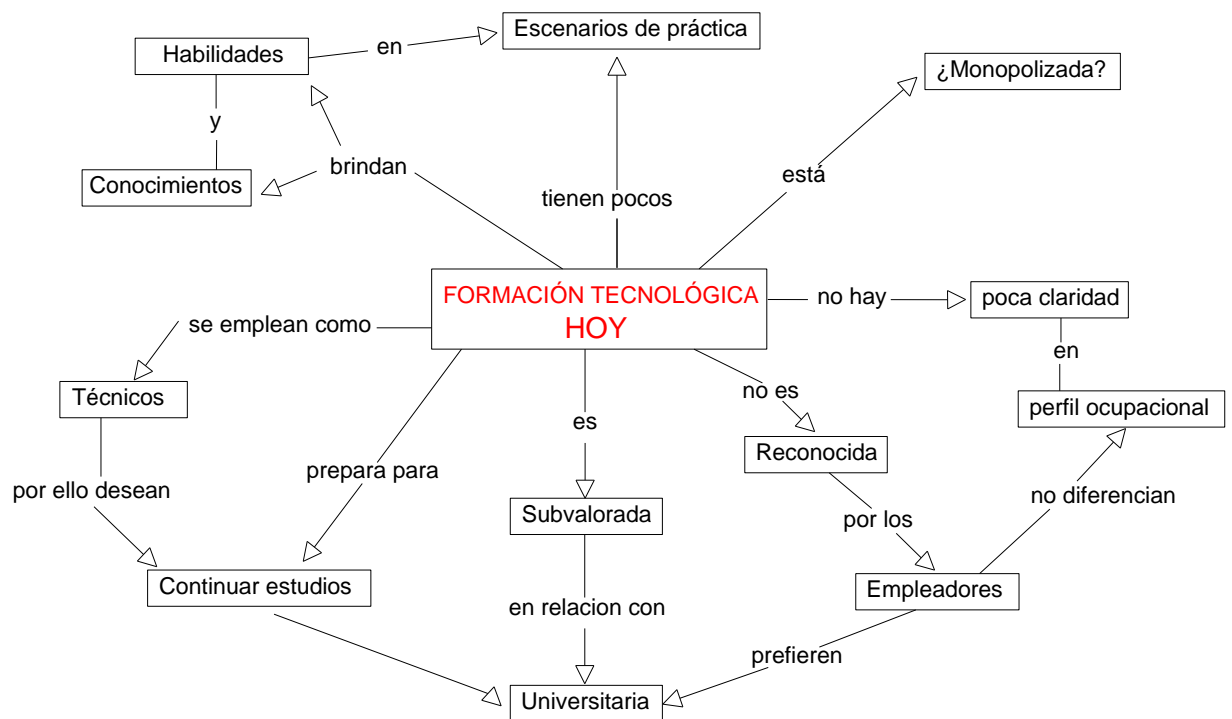 Escenarios de práctica
Habilidades
en
¿Monopolizada?
y
brindan
Conocimientos
está
tienen pocos
FORMACIÓN TECNOLÓGICA
HOY
no hay
poca claridad
se emplean como
en
Técnicos
no es
perfil ocupacional
es
Reconocida
prepara para
por ello desean
no diferencian
Subvalorada
por los
Continuar estudios
Empleadores
en relacion con
prefieren
Universitaria